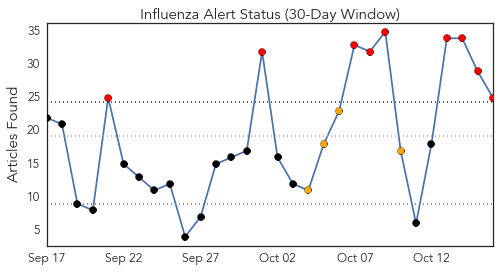 Influenza Alert Status (30-Day Window)
Articles Found
35
30
25
20
15
10
5
Sep 17 Sep 22 Sep 27 Oct 02 Oct 07 Oct 12